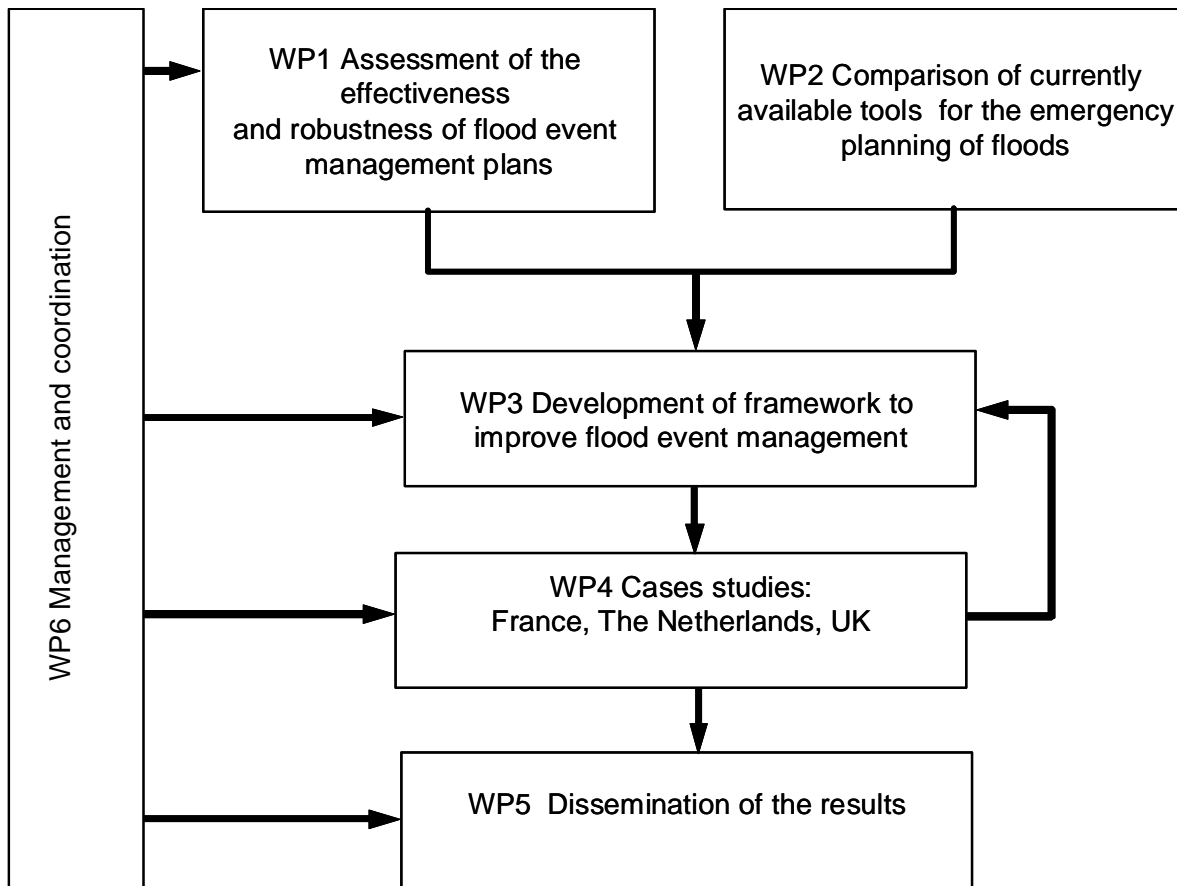 WP6 Management and coordination
WP1 Assessment of the
effectiveness
and robustness of flood event
management plans
WP2 Comparison of currently
available tools for the emergency
planning of floods
WP3 Development of framework to
improve flood event management
WP4 Cases studies:
France, The Netherlands, UK
WP5 Dissemination of the results